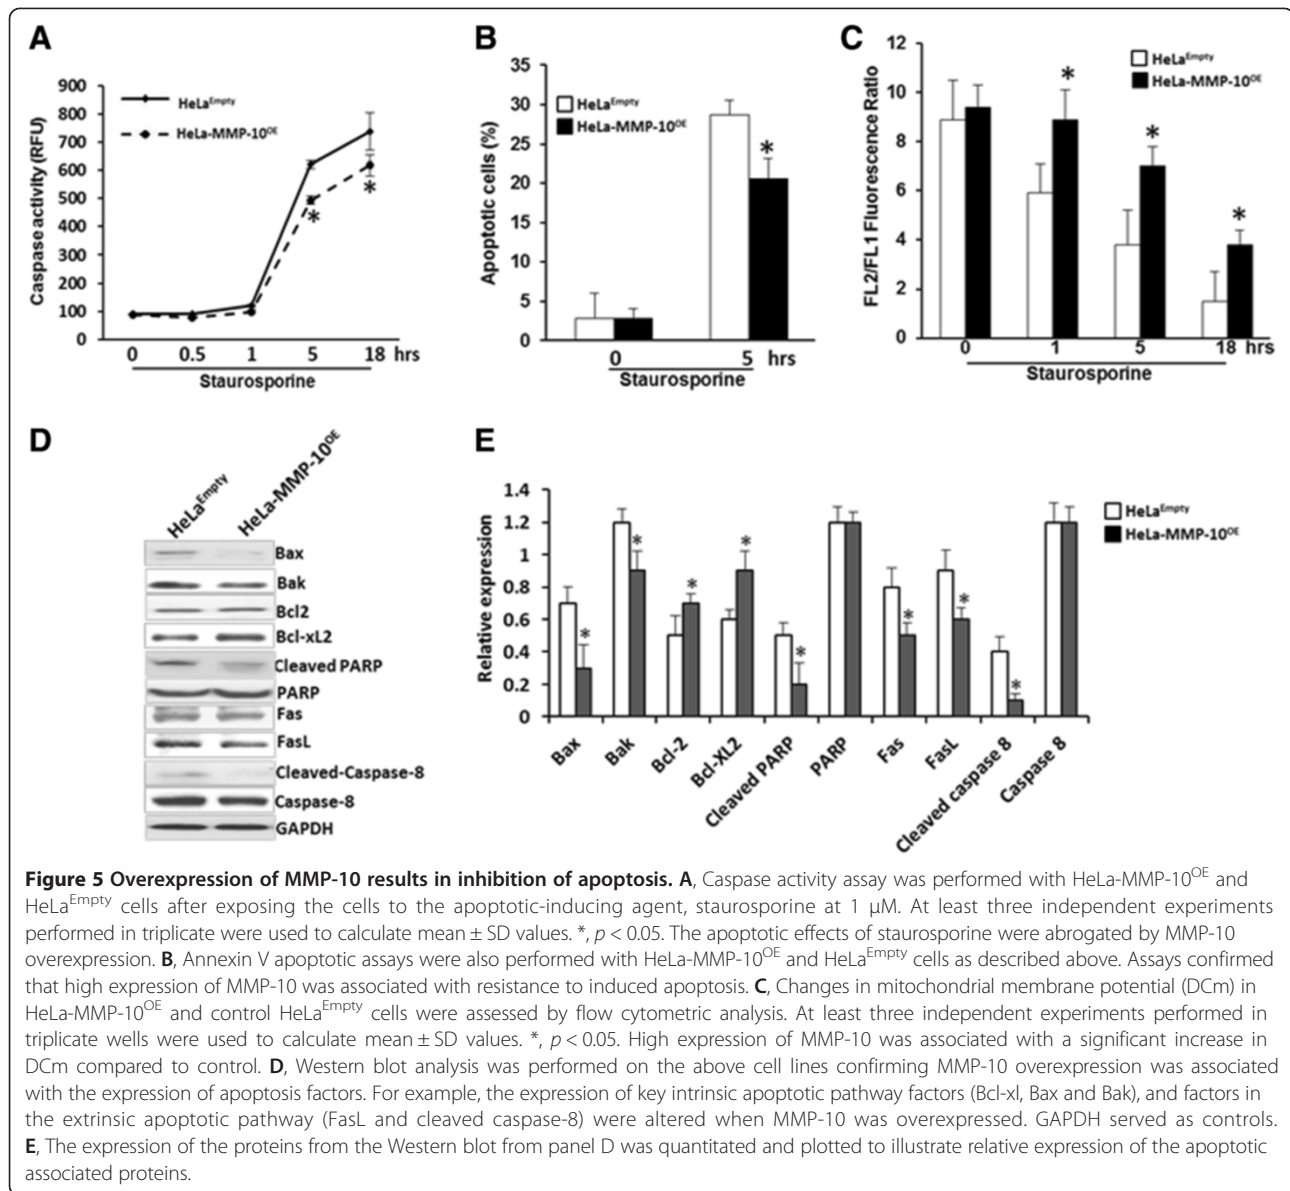 A
Caspase activity (RFU)
900
800
700
600
500
400
300
200
100
0
HeLa^Empty
HeLa-MMP-10^OE
*
*
0 0.5 1 5 18 hrs
Staurosporine
B
Apoptotic cells (%)
35
30
25
20
15
10
5
0
HeLa^Empty
HeLa-MMP-10^OE
*
0 5 hrs
Staurosporine
C
FL2/FL1 Fluorescence Ratio
12
10
8
6
4
2
0
HeLa^Empty
HeLa-MMP-10^OE
*
*
*
0 1 5 18 hrs
Staurosporine
D
HeLa^Empty
HeLa-MMP-10^OE
Bax
Bak
Bcl2
Bcl-xL2
Cleaved PARP
PARP
Fas
FasL
Cleaved-Caspase-8
Caspase-8
GAPDH
E
Relative expression
1.4
1.2
1
0.8
0.6
0.4
0.2
0
HeLa^Empty
HeLa-MMP-10^OE
* * * * * * * *
Bax
Bak
Bcl-2
Bcl-XL2
Cleaved PARP
PARP
Fas
FasL
Cleaved caspase 8
Caspase 8
Figure 5 Overexpression of MMP-10 results in inhibition of apoptosis. A, Caspase activity assay was performed with HeLa-MMP-10^OE and
HeLa^Empty cells after exposing the cells to the apoptotic-inducing agent, staurosporine at 1 μM. At least three independent experiments
performed in triplicate were used to calculate mean ± SD values. *, p < 0.05. The apoptotic effects of staurosporine were abrogated by MMP-10
overexpression. B, Annexin V apoptotic assays were also performed with HeLa-MMP-10^OE and HeLa^Empty cells as described above. Assays confirmed
that high expression of MMP-10 was associated with resistance to induced apoptosis. C, Changes in mitochondrial membrane potential (DCm) in
HeLa-MMP-10^OE and control HeLa^Empty cells were assessed by flow cytometric analysis. At least three independent experiments performed in
triplicate wells were used to calculate mean ± SD values. *, p < 0.05. High expression of MMP-10 was associated with a significant increase in
DCm compared to control. D, Western blot analysis was performed on the above cell lines confirming MMP-10 overexpression was associated
with the expression of apoptosis factors. For example, the expression of key intrinsic apoptotic pathway factors (Bcl-xl, Bax and Bak), and factors in
the extrinsic apoptotic pathway (FasL and cleaved caspase-8) were altered when MMP-10 was overexpressed. GAPDH served as controls.
E, The expression of the proteins from the Western blot from panel D was quantitated and plotted to illustrate relative expression of the apoptotic
associated proteins.